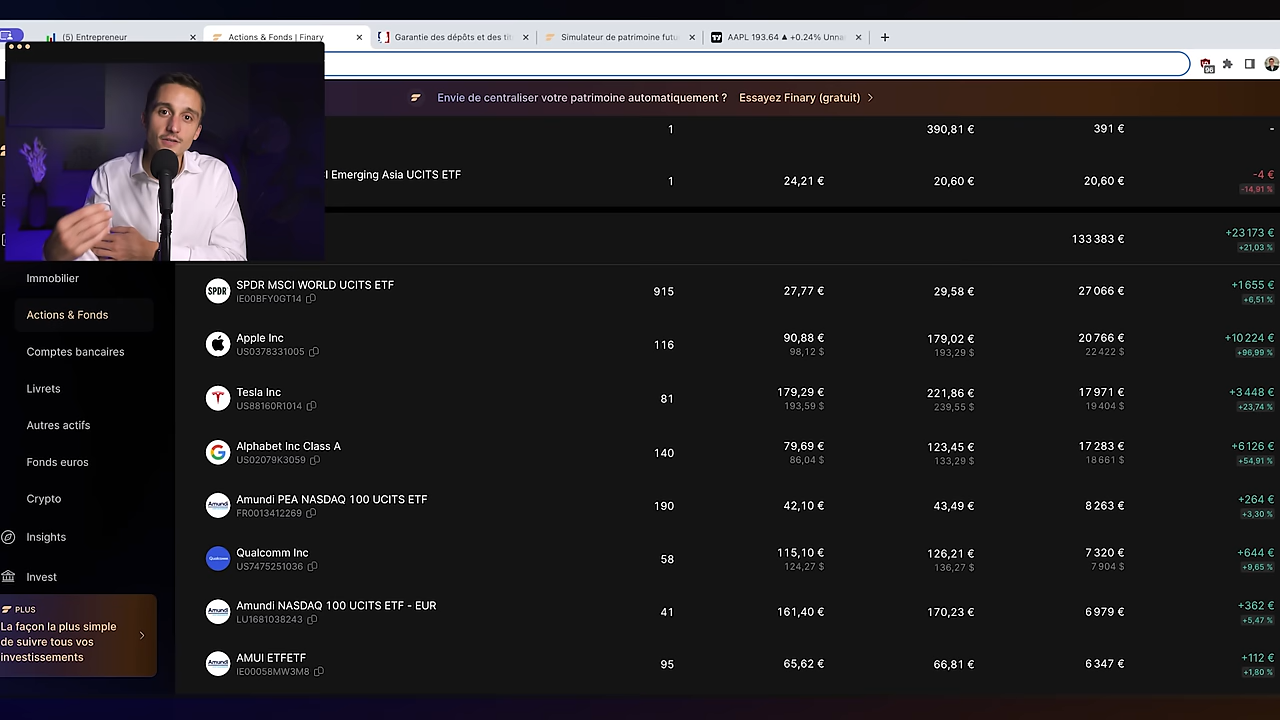 (5) Entrepreneur
Actions & Fonds | Finary
Garantie des dépôts et des tit
Simulateur de patrimoine futu
AAPL 193.64 ▲ +0.24% Unna
96
Envie de centraliser votre patrimoine automatiquement ? Essayez Finary (gratuit)
1 390,81 € 391 € -
Emerging Asia UCITS ETF 1 24,21 € 20,60 € 20,60 € -4 €
-14,91 %
133 383 € +23 173 €
+21,03 %
Immobilier
Actions & Fonds
Comptes bancaires
Livrets
Autres actifs
Fonds euros
Crypto
Insights
Invest
PLUS
La façon la plus simple
de suivre tous vos
investissements
SPDR
SPDR MSCI WORLD UCITS ETF 915 27,77 € 29,58 € 27 066 € +1 655 €
IE00BFY0GT14 +6,51 %
Apple Inc 116 90,88 € 179,02 € 20 766 € +10 224 €
US0378331005 98,12 $ 193,29 $ 22 422 $ +96,99 %
Tesla Inc 81 179,29 € 221,86 € 17 971 € +3 448 €
US88160R1014 193,59 $ 239,55 $ 19 404 $ +23,74 %
Alphabet Inc Class A 140 79,69 € 123,45 € 17 283 € +6 126 €
US02079K3059 86,04 $ 133,29 $ 18 661 $ +54,91 %
Amundi
Amundi PEA NASDAQ 100 UCITS ETF 190 42,10 € 43,49 € 8 263 € +264 €
FR0013412269 +3,30 %
Qualcomm
Qualcomm Inc 58 115,10 € 126,21 € 7 320 € +644 €
US7475251036 124,27 $ 136,27 $ 7 904 $ +9,65 %
Amundi
Amundi NASDAQ 100 UCITS ETF - EUR 41 161,40 € 170,23 € 6 979 € +362 €
LU1681038243 +5,47 %
Amundi
AMUI ETFETF 95 65,62 € 66,81 € 6 347 € +112 €
IE00058MW3M8 +1,80 %